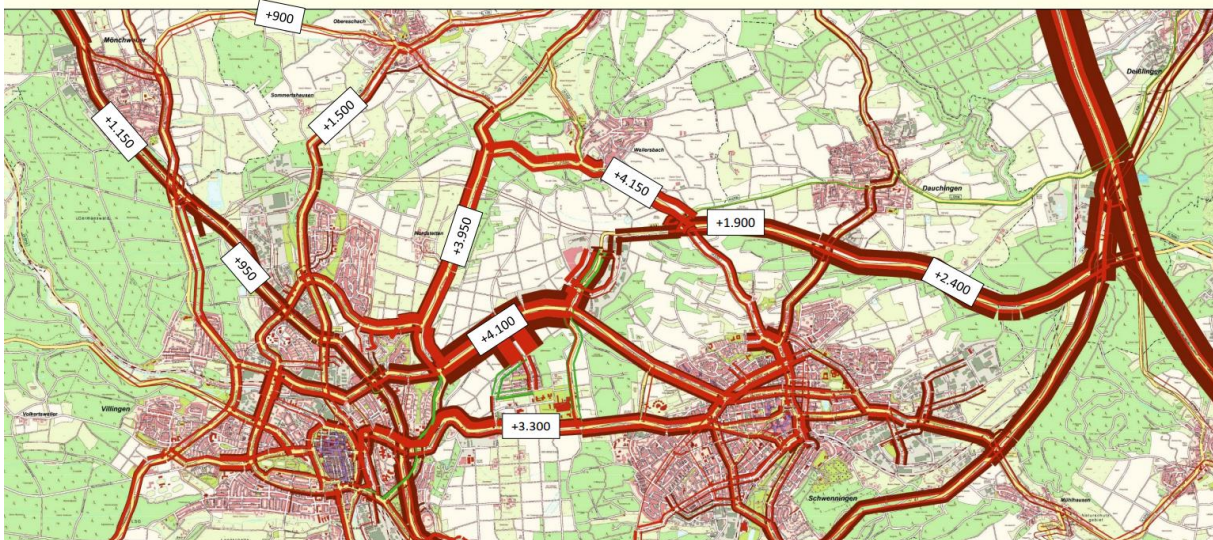 +900
Obereschach
Mönchweiler
Deißlingen
Sommertshausen
+1.500
+1.150
Weilersbach
+4.150
Dauchingen
+1.900
+3.950
Nordstetten
+950
+2.400
+4.100
Villingen
Volkertsweiler
+3.300
Schwenningen
Mühlhausen